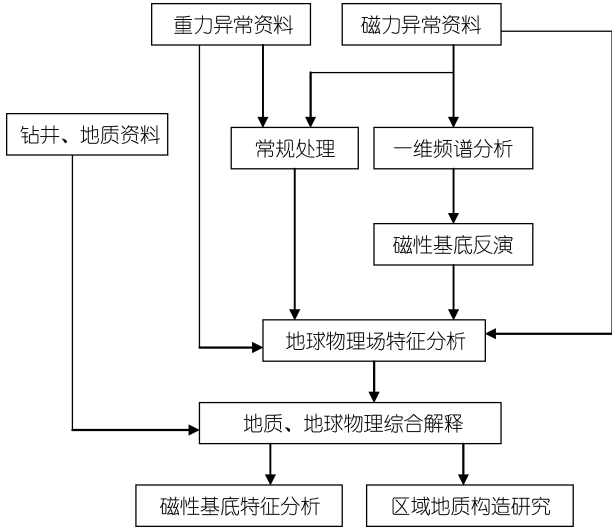 重力异常资料
磁力异常资料
钻井、地质资料
常规处理
一维频谱分析
磁性基底反演
地球物理场特征分析
地质、地球物理综合解释
磁性基底特征分析
区域地质构造研究